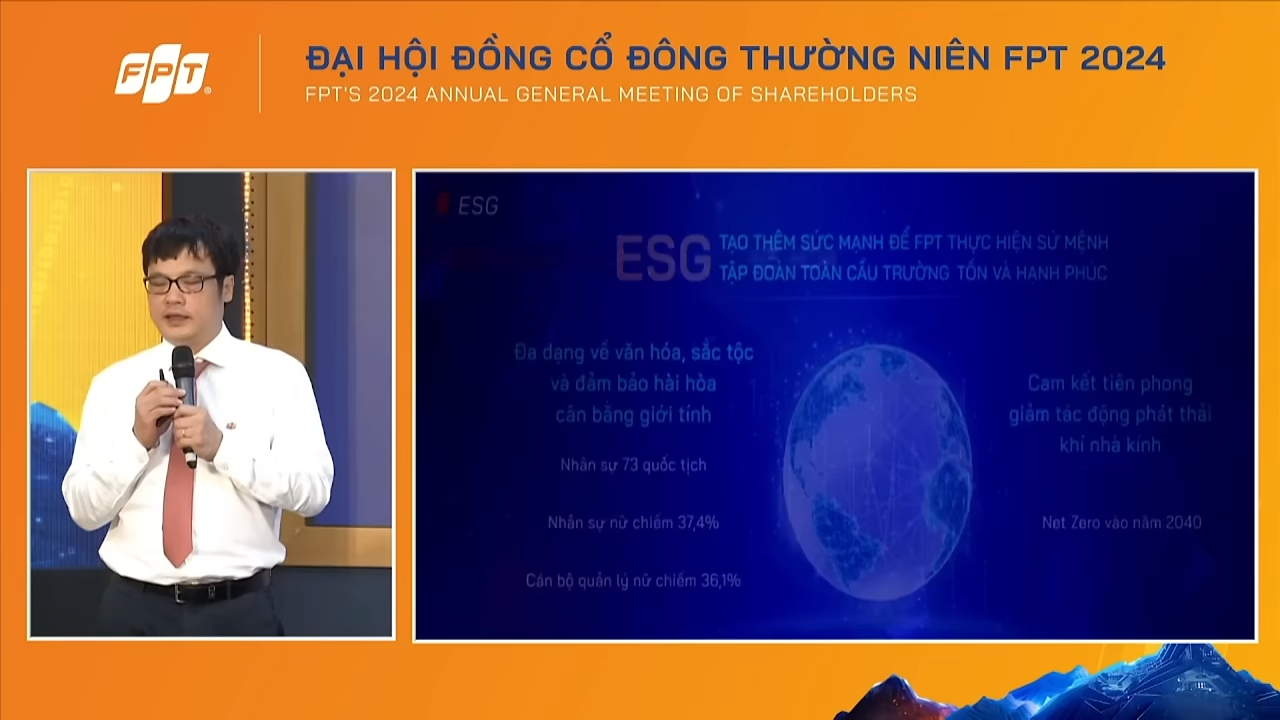 FPT®
ĐẠI HỘI ĐỒNG CỔ ĐÔNG THƯỜNG NIÊN FPT 2024
FPT'S 2024 ANNUAL GENERAL MEETING OF SHAREHOLDERS
ESG
ESG TẠO THÊM SỨC MẠNH ĐỂ FPT THỰC HIỆN SỨ MỆNH
TẬP ĐOÀN TOÀN CẦU TRƯỜNG TỒN VÀ HẠNH PHÚC
Đa dạng về văn hóa, sắc tộc
và đảm bảo hài hòa
cân bằng giới tính
Nhân sự 73 quốc tịch
Nhân sự nữ chiếm 37,4%
Cán bộ quản lý nữ chiếm 36,1%
Cam kết tiên phong
giảm tác động phát thải
khí nhà kính
Net Zero vào năm 2040